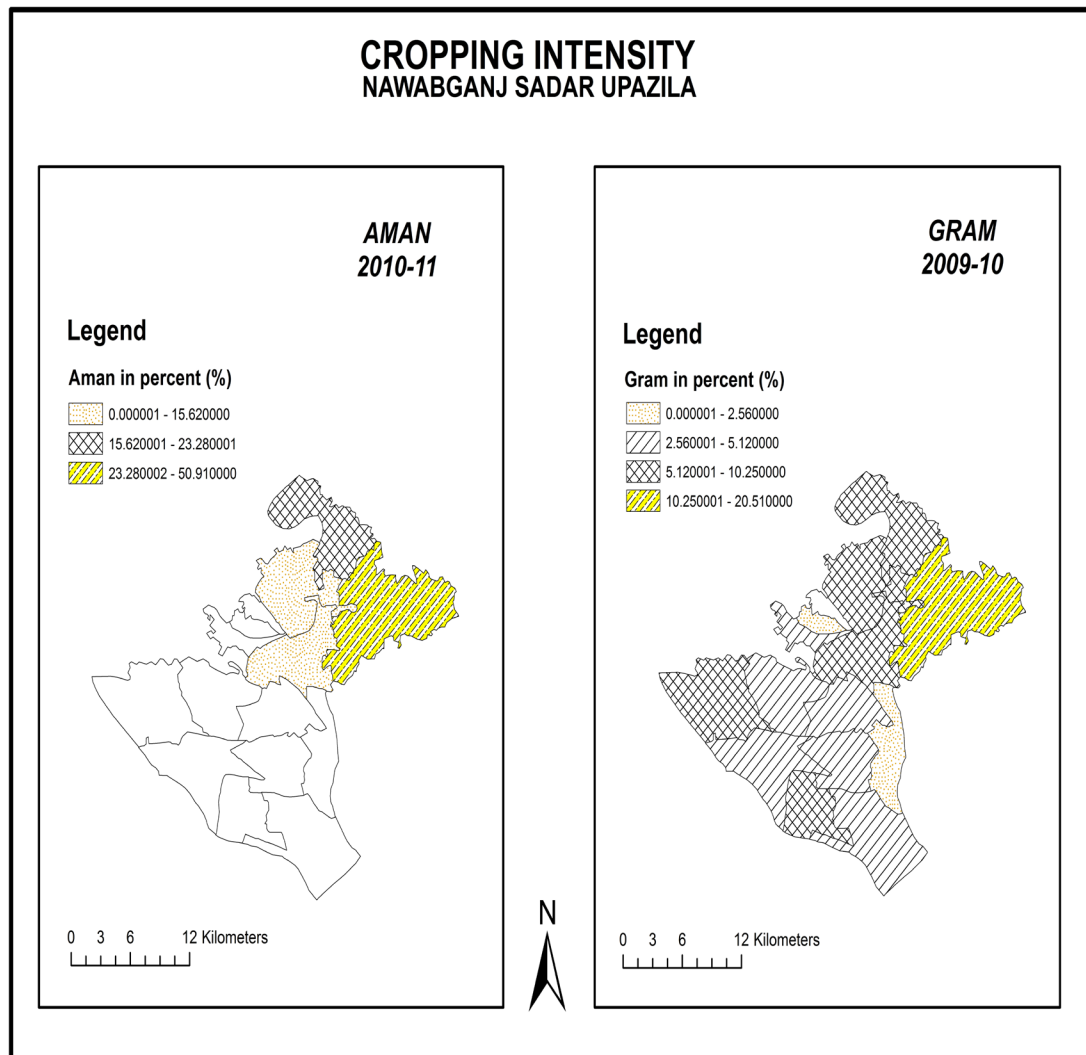 CROPPING INTENSITY
NAWABGANJ SADAR UPAZILA
AMAN
2010-11
Legend
Aman in percent (%)
0.000001 - 15.620000
15.620001 - 23.280001
23.280002 - 50.910000
0 3 6 12 Kilometers
GRAM
2009-10
Legend
Gram in percent (%)
0.000001 - 2.560000
2.560001 - 5.120000
5.120001 - 10.250000
10.250001 - 20.510000
0 3 6 12 Kilometers
N